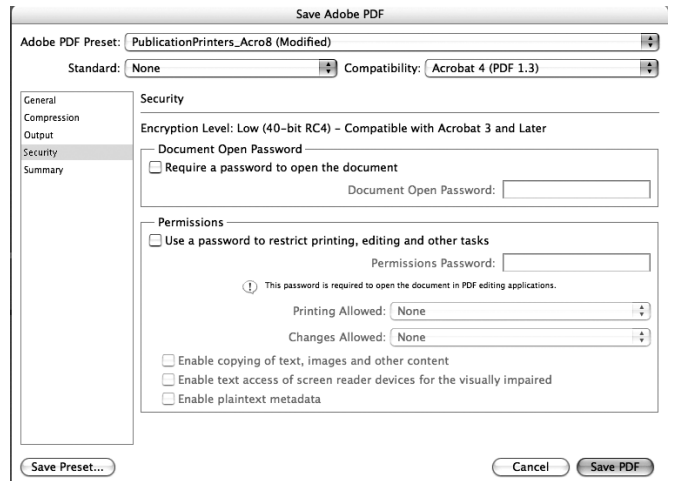 Save Adobe PDF
Adobe PDF Preset: PublicationPrinters_Acro8 (Modified)
Standard: None Compatibility: Acrobat 4 (PDF 1.3)
General
Compression
Output
Security
Summary
Security
Encryption Level: Low (40-bit RC4) – Compatible with Acrobat 3 and Later
Document Open Password
Require a password to open the document
Document Open Password:
Permissions
Use a password to restrict printing, editing and other tasks
Permissions Password:
This password is required to open the document in PDF editing applications.
Printing Allowed: None
Changes Allowed: None
Enable copying of text, images and other content
Enable text access of screen reader devices for the visually impaired
Enable plaintext metadata
Save Preset... Cancel Save PDF